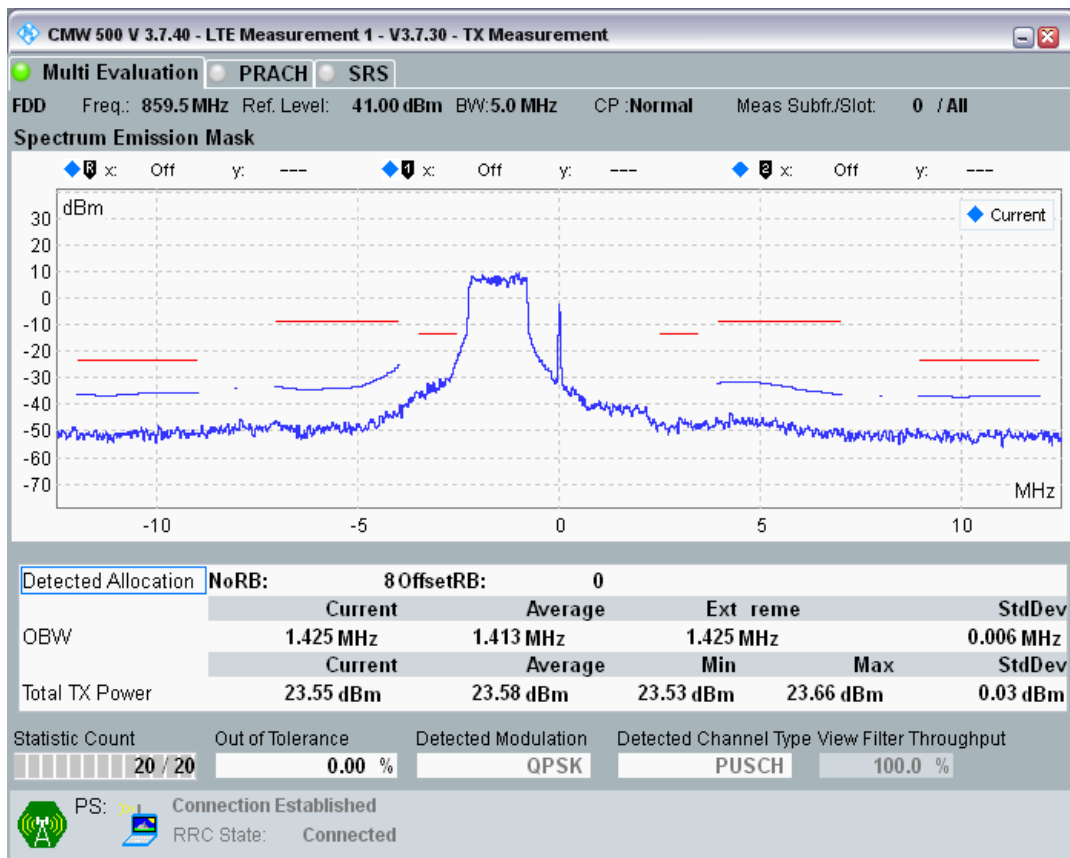 CMW 500 V 3.7.40 - LTE Measurement 1 - V3.7.30 - TX Measurement
Multi Evaluation PRACH SRS
FDD Freq.: 859.5 MHz Ref. Level: 41.00 dBm BW:5.0 MHz CP :Normal Meas Subfr./Slot: 0 / All
Spectrum Emission Mask
R x: Off y: --- 1 x: Off y: --- 2 x: Off y: ---
dBm
Current
30
20
10
0
-10
-20
-30
-40
-50
-60
-70
MHz
-10 -5 0 5 10
Detected Allocation NoRB: 8 OffsetRB: 0
Current Average Ext reme StdDev
OBW 1.425 MHz 1.413 MHz 1.425 MHz 0.006 MHz
Current Average Min Max StdDev
Total TX Power 23.55 dBm 23.58 dBm 23.53 dBm 23.66 dBm 0.03 dBm
Statistic Count Out of Tolerance Detected Modulation Detected Channel Type View Filter Throughput
20 / 20 0.00 % QPSK PUSCH 100.0 %
PS: Connection Established
RRC State: Connected